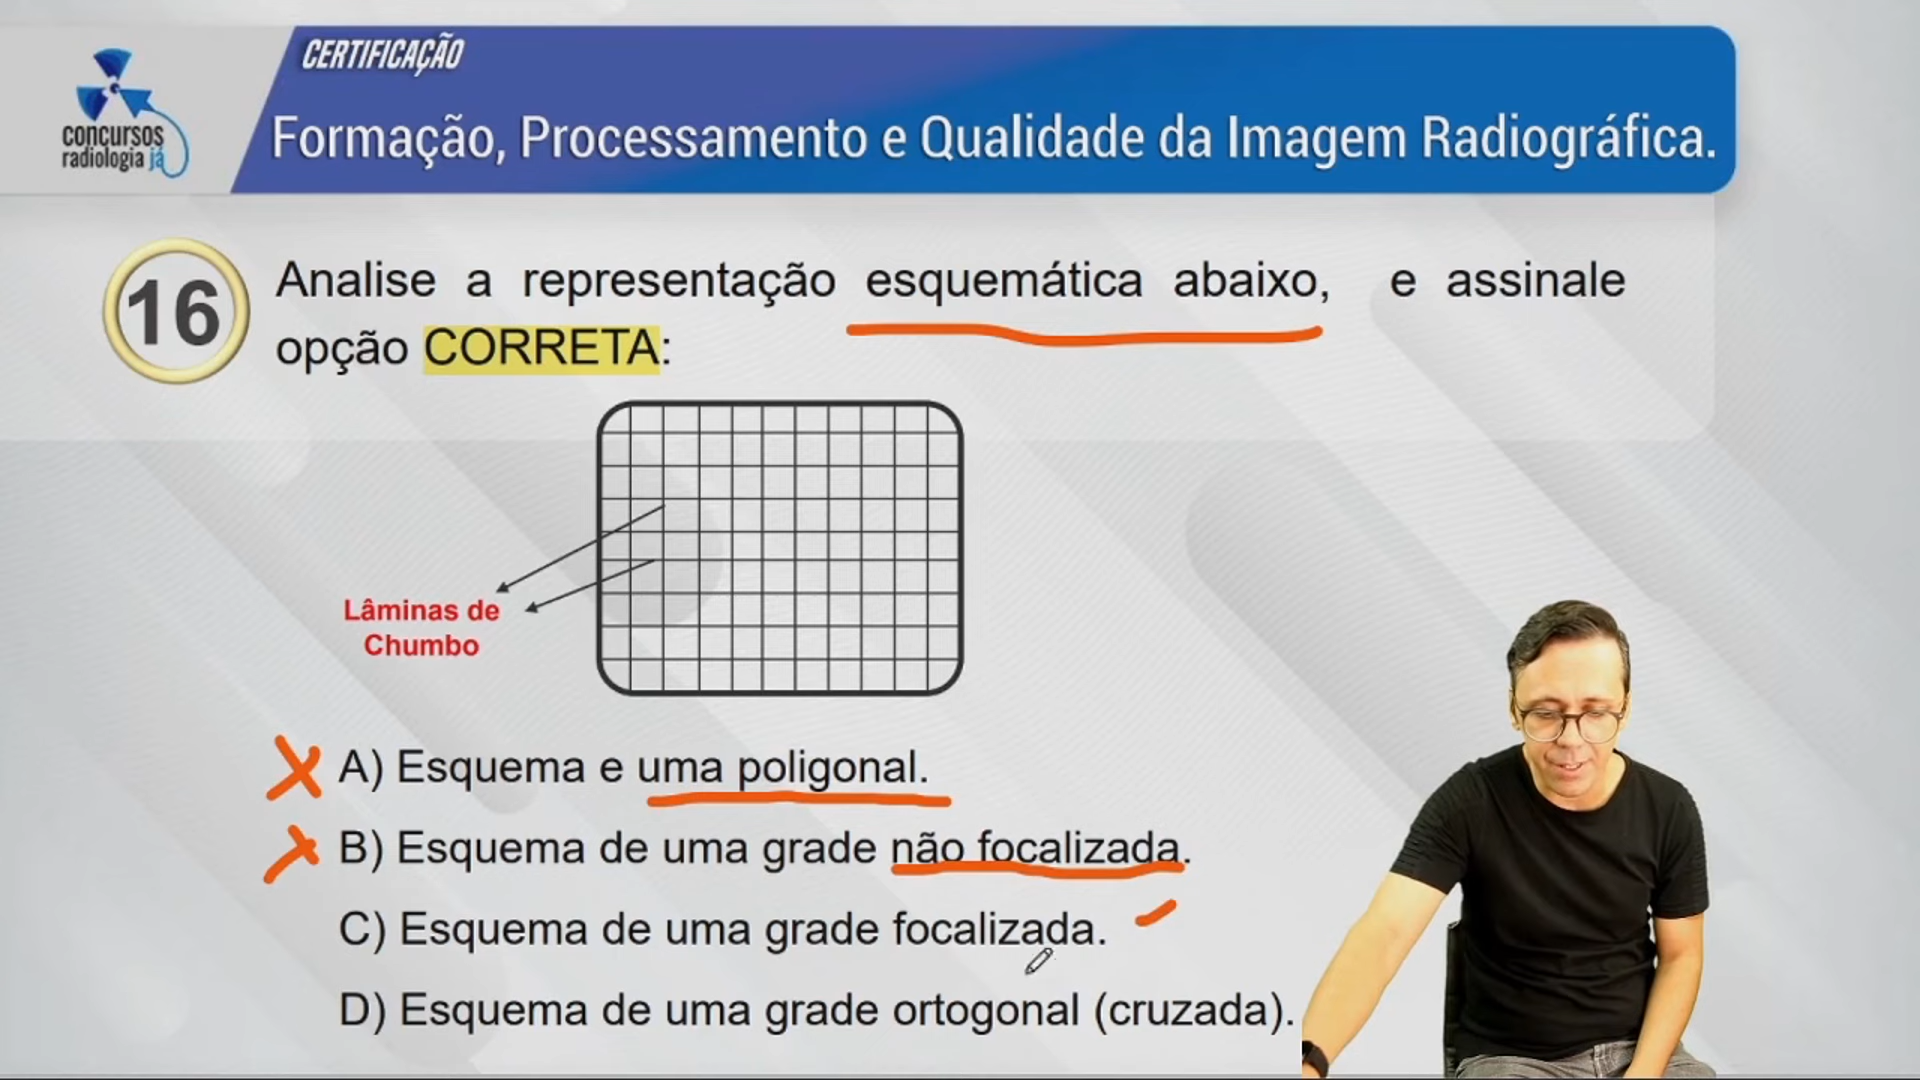 CERTIFICAÇÃO
Formação, Processamento e Qualidade da Imagem Radiográfica.
concursos
radiologia já
16
Analise a representação esquemática abaixo, e assinale
opção CORRETA:
Lâminas de
Chumbo
A) Esquema e uma poligonal.
B) Esquema de uma grade não focalizada.
C) Esquema de uma grade focalizada.
D) Esquema de uma grade ortogonal (cruzada).